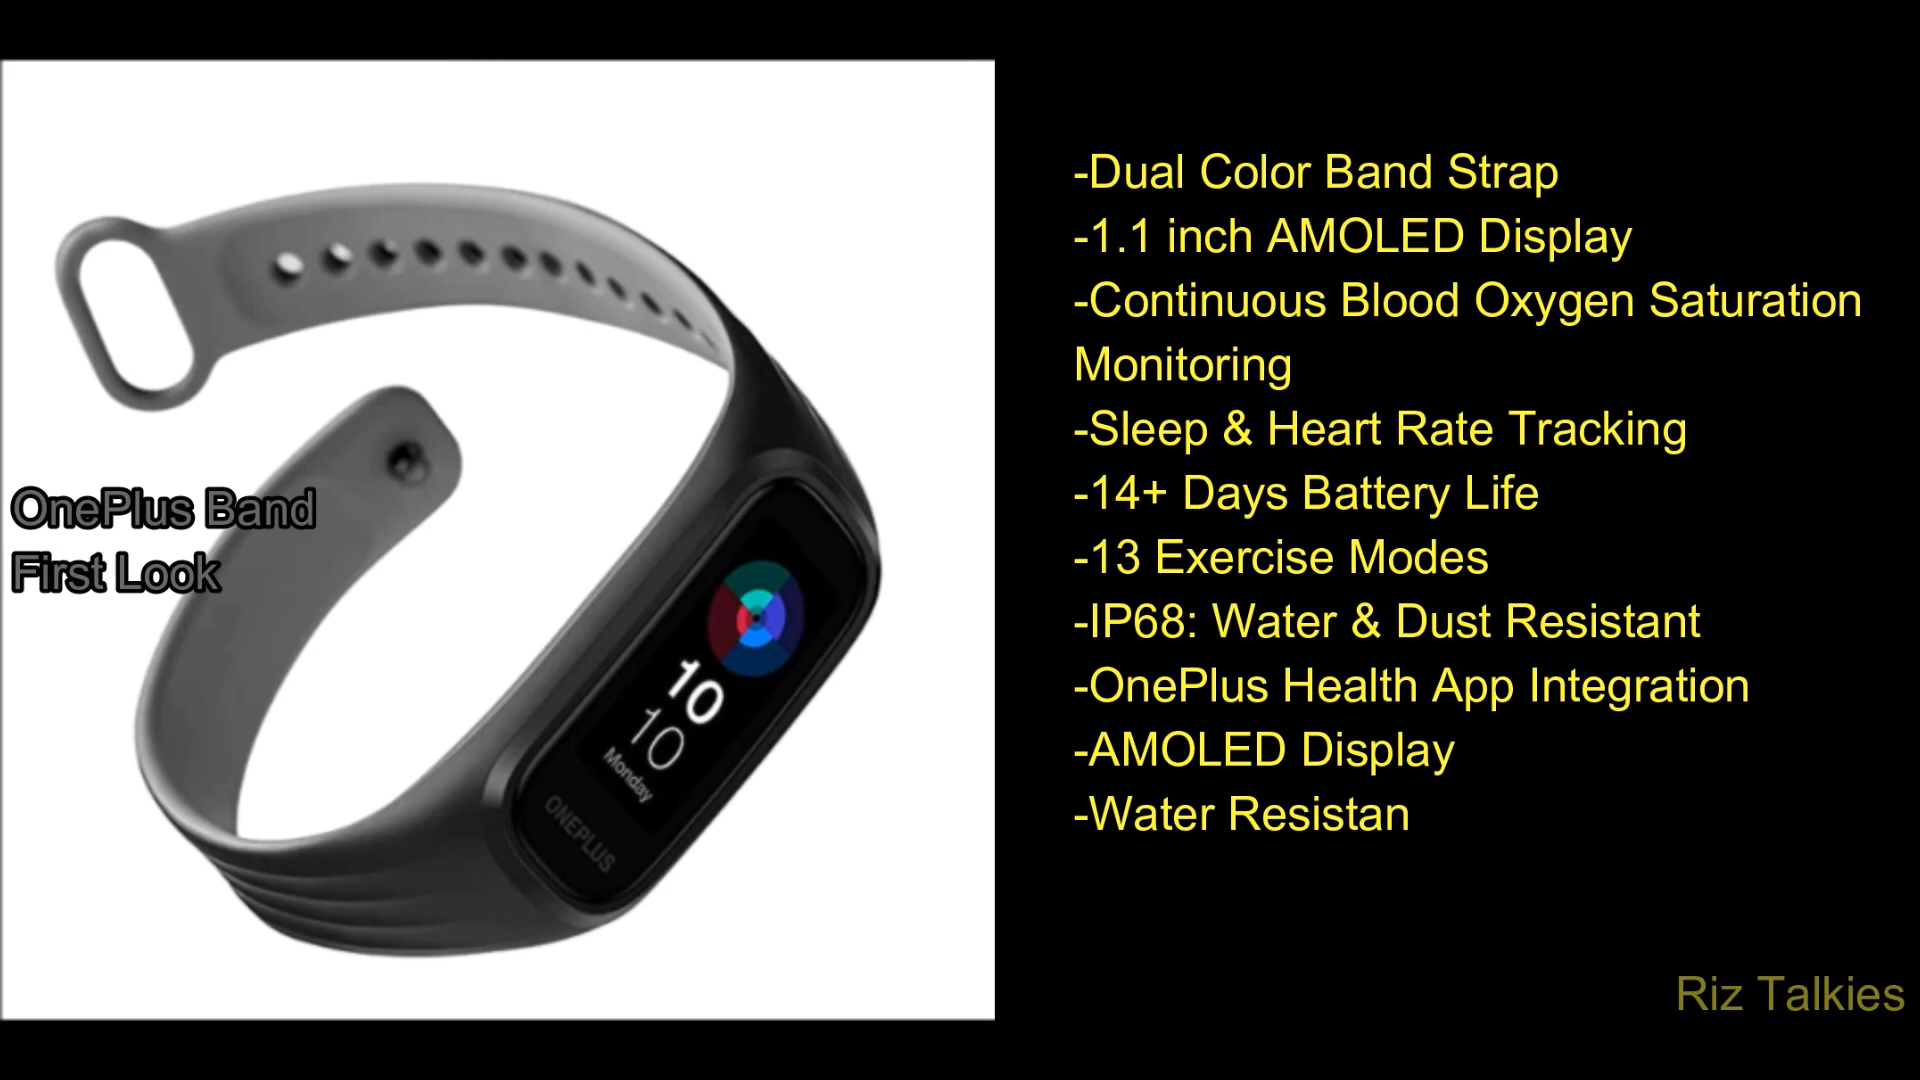 OnePlus Band
First Look
10
10
Monday
ONEPLUS
-Dual Color Band Strap
-1.1 inch AMOLED Display
-Continuous Blood Oxygen Saturation
Monitoring
-Sleep & Heart Rate Tracking
-14+ Days Battery Life
-13 Exercise Modes
-IP68: Water & Dust Resistant
-OnePlus Health App Integration
-AMOLED Display
-Water Resistan
Riz Talkies